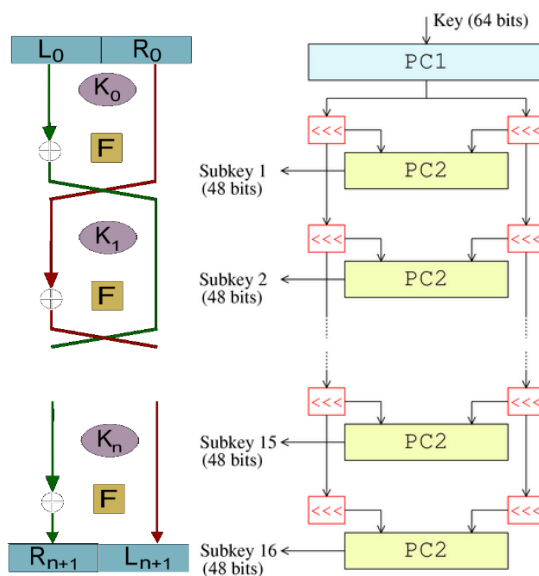 L0 R0
K0
F
K1
F
Kn
F
Rn+1 Ln+1
Key (64 bits)
PC1
<<< <<<
PC2
Subkey 1
(48 bits)
<<< <<<
PC2
Subkey 2
(48 bits)
<<< <<<
PC2
Subkey 15
(48 bits)
<<< <<<
PC2
Subkey 16
(48 bits)